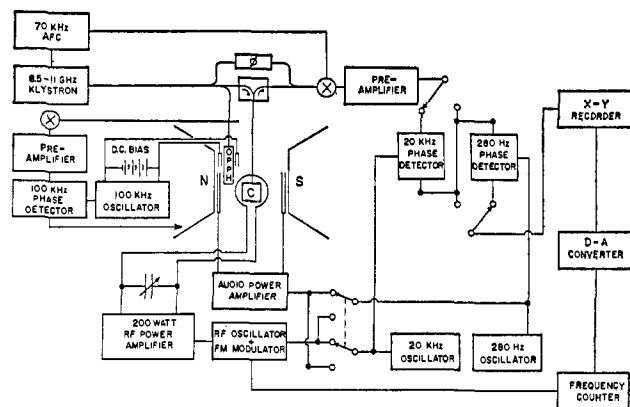 70 KHz
AFC
8.5-11 GHz
KLYSTRON
Ø
PRE-
AMPLIFIER
X-Y
RECORDER
20 KHz
PHASE
DETECTOR
280 Hz
PHASE
DETECTOR
PRE-
AMPLIFIER
D.C. BIAS
100 KHz
PHASE
DETECTOR
100 KHz
OSCILLATOR
N
DPPH
C
S
D-A
CONVERTER
AUDIO POWER
AMPLIFIER
200 WATT
RF POWER
AMPLIFIER
RF OSCILLATOR
+
FM MODULATOR
20 KHz
OSCILLATOR
280 Hz
OSCILLATOR
FREQUENCY
COUNTER